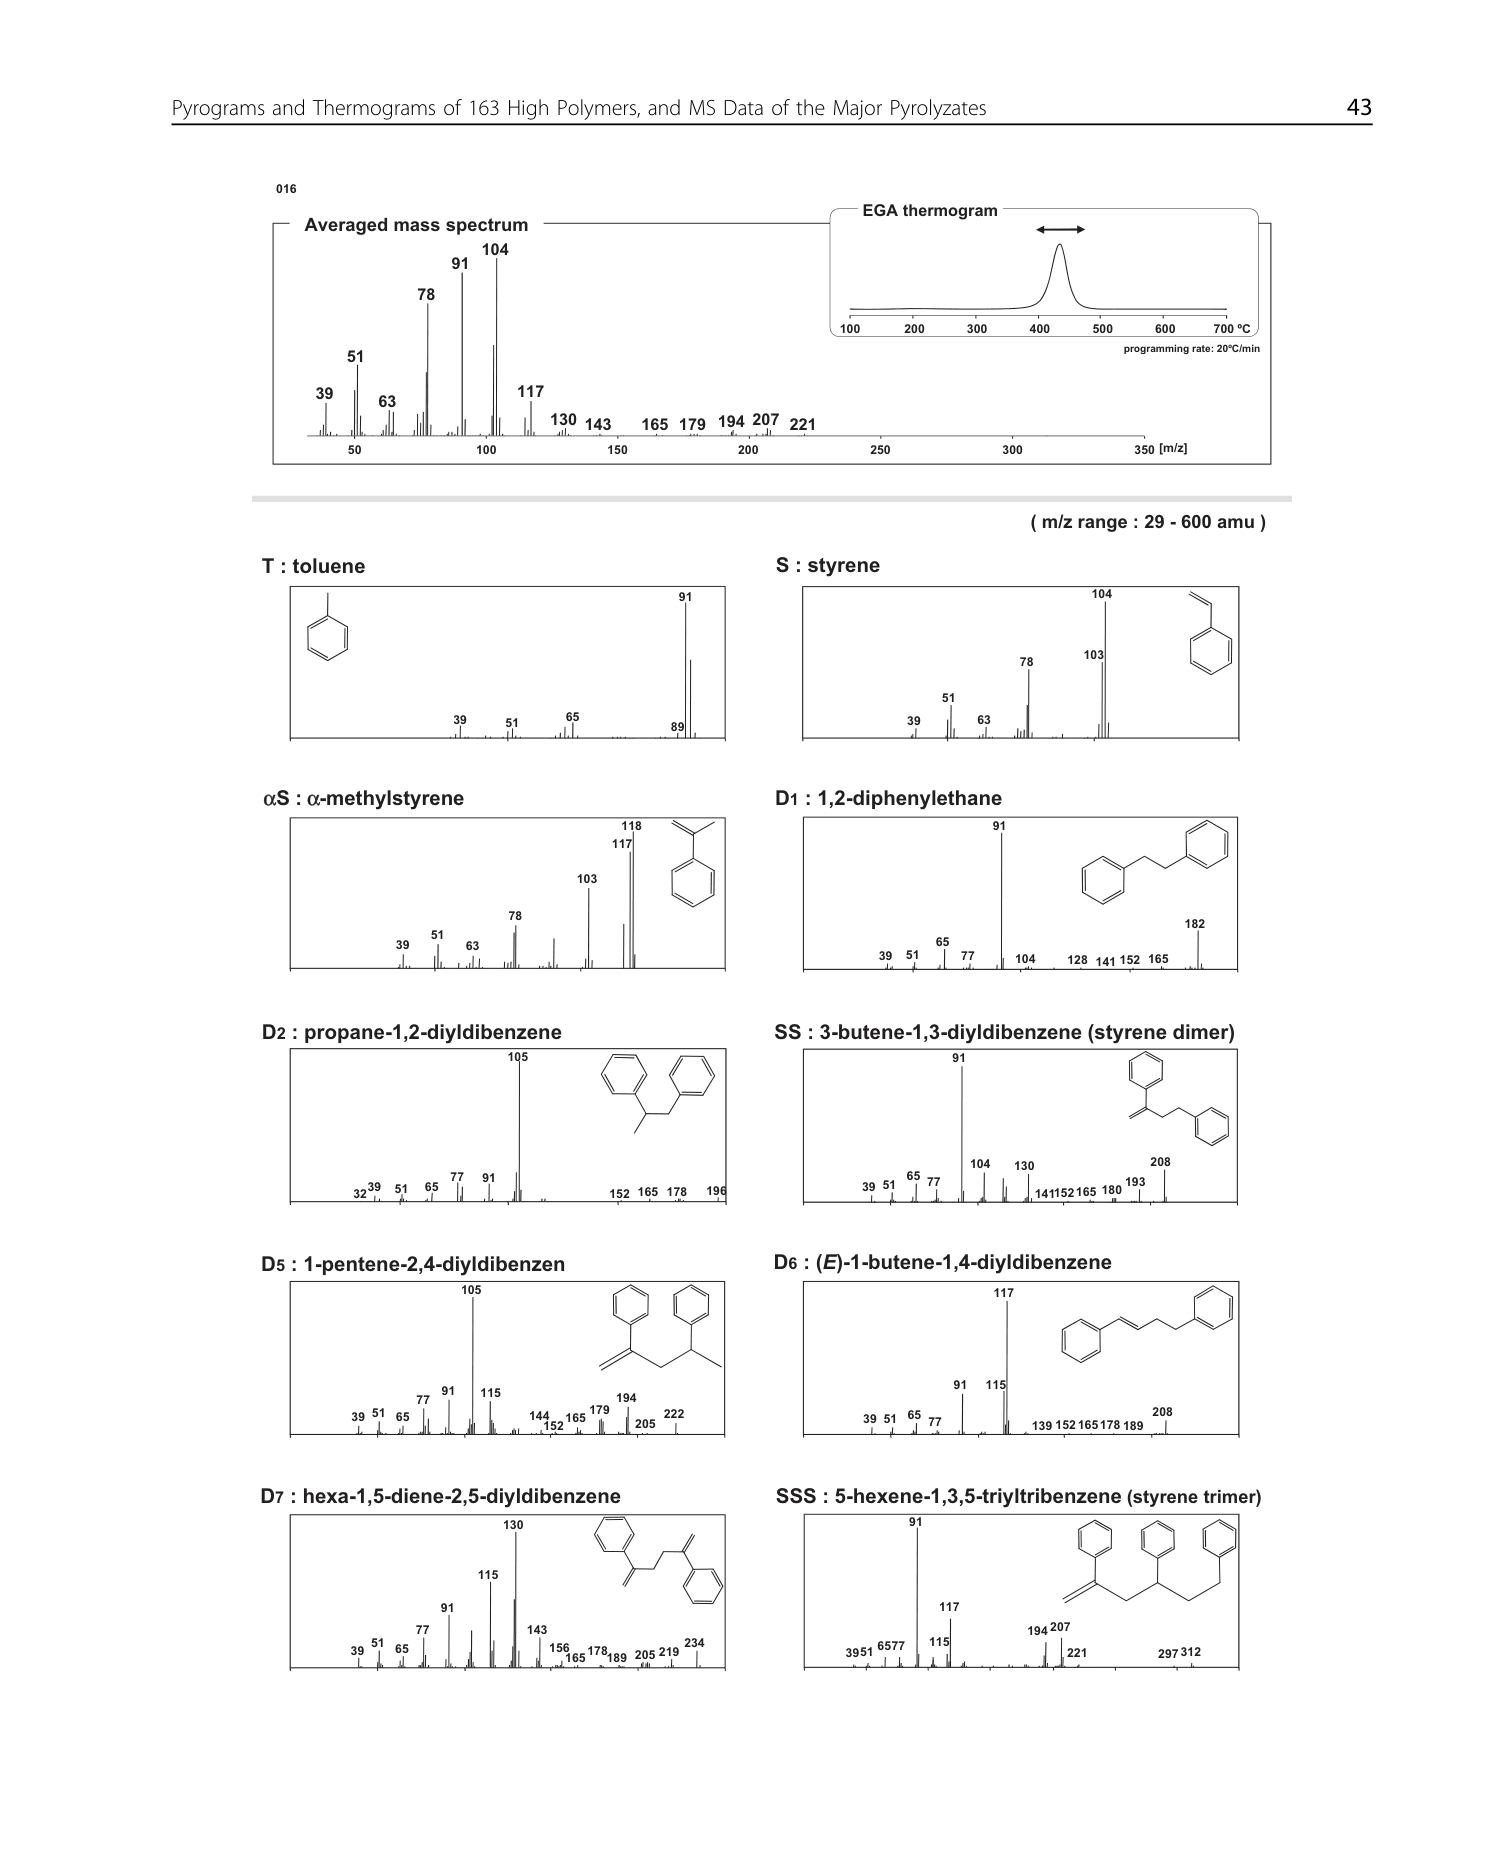 Pyrograms and Thermograms of 163 High Polymers, and MS Data of the Major Pyrolyzates 43
016
Averaged mass spectrum
EGA thermogram
100 200 300 400 500 600 700 ºC
programming rate: 20ºC/min
39 51 63 78 91 104 117 130 143 165 179 194 207 221
50 100 150 200 250 300 350 [m/z]
( m/z range : 29 - 600 amu )
T : toluene
39 51 65 89 91
S : styrene
39 51 63 78 103 104
αS : α-methylstyrene
39 51 63 78 103 117 118
D1 : 1,2-diphenylethane
39 51 65 77 91 104 128 141 152 165 182
D2 : propane-1,2-diyldibenzene
32 39 51 65 77 91 105 152 165 178 196
SS : 3-butene-1,3-diyldibenzene (styrene dimer)
39 51 65 77 91 104 130 141 152 165 180 193 208
D5 : 1-pentene-2,4-diyldibenzen
39 51 65 77 91 105 115 144 152 165 179 194 205 222
D6 : (E)-1-butene-1,4-diyldibenzene
39 51 65 77 91 115 117 139 152 165 178 189 208
D7 : hexa-1,5-diene-2,5-diyldibenzene
39 51 65 77 91 115 130 143 156 165 178 189 205 219 234
SSS : 5-hexene-1,3,5-triyltribenzene (styrene trimer)
39 51 65 77 91 115 117 194 207 221 297 312